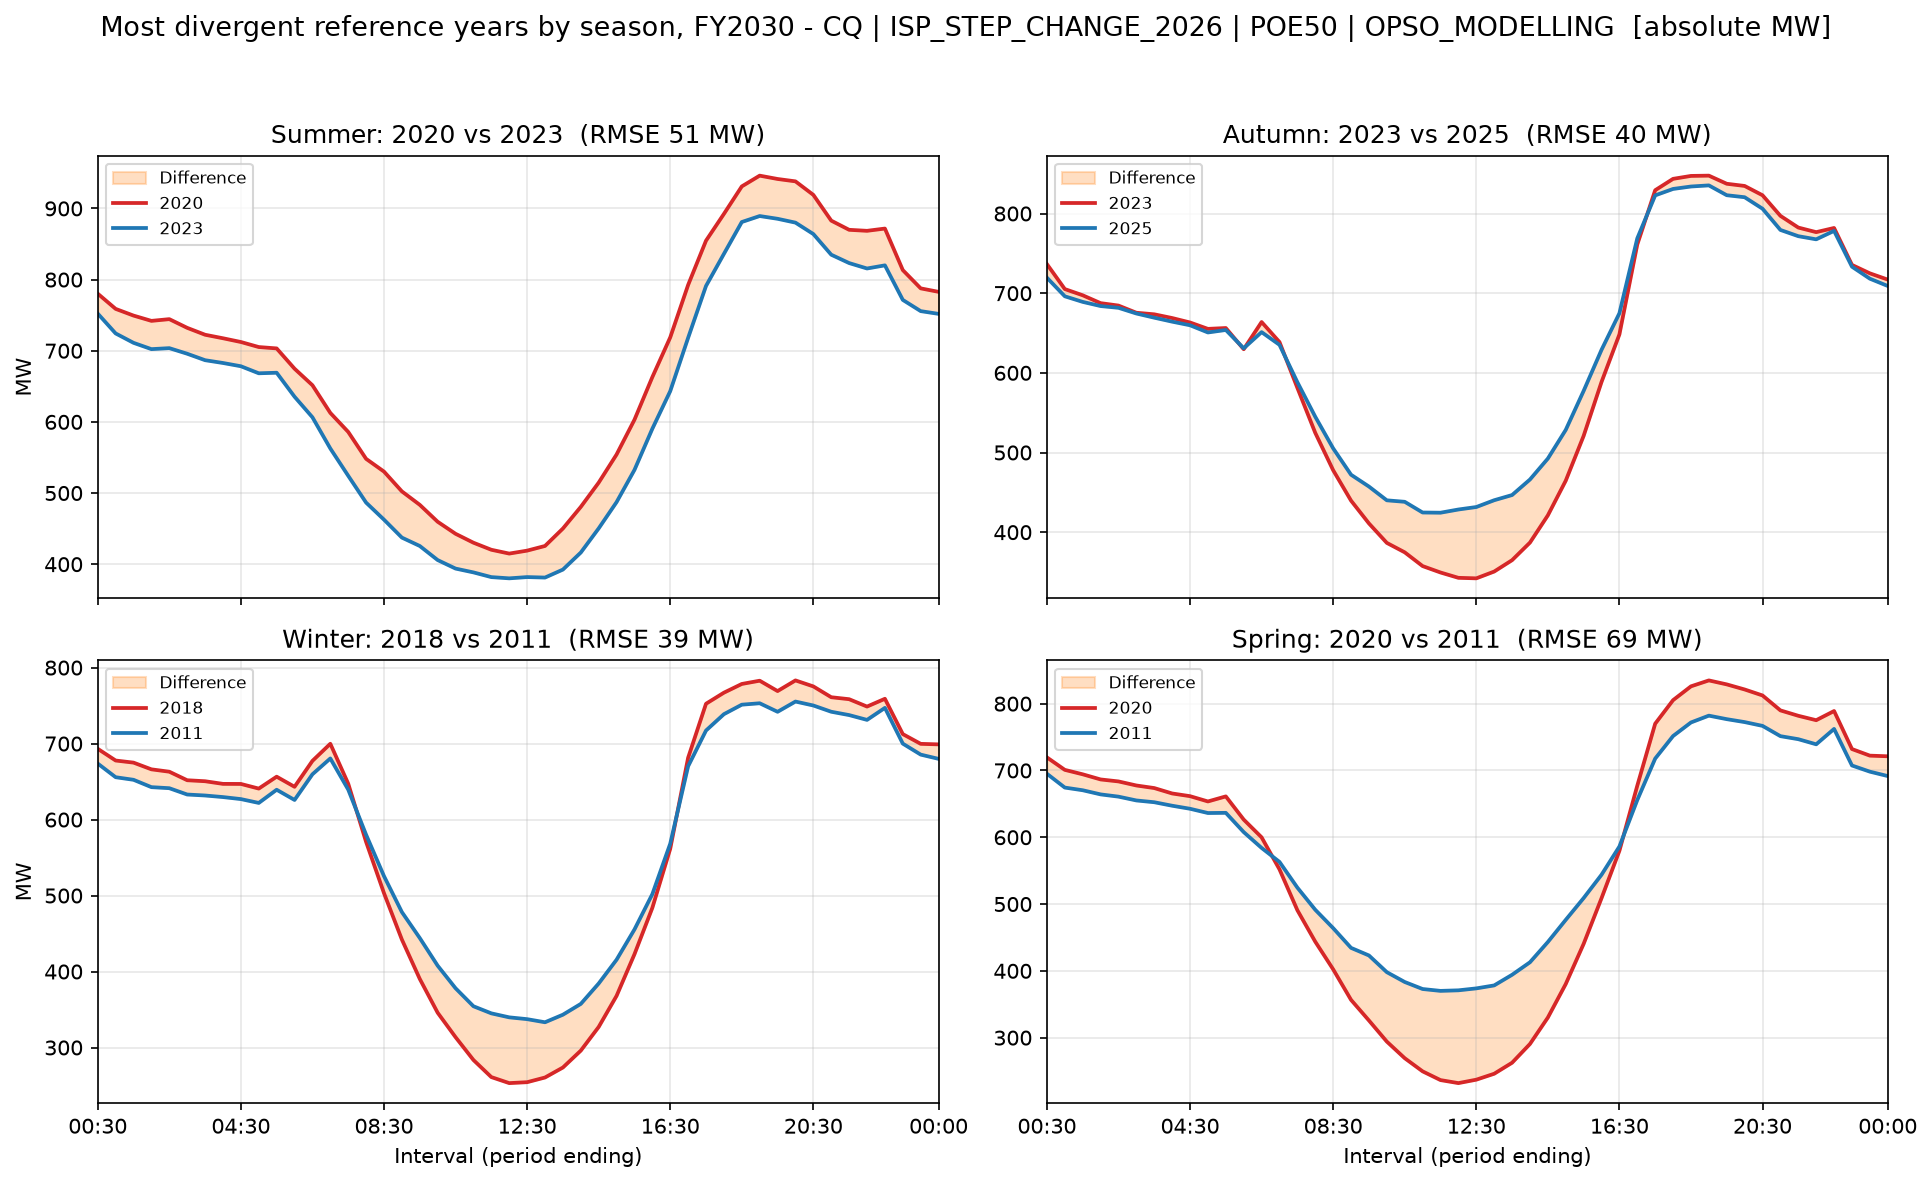 Most divergent reference years by season, FY2030 - CQ | ISP_STEP_CHANGE_2026 | POE50 | OPSO_MODELLING  [absolute MW]
Summer: 2020 vs 2023  (RMSE 51 MW)
Difference
2020
2023
900
800
700
600
500
400
MW
Autumn: 2023 vs 2025  (RMSE 40 MW)
Difference
2023
2025
800
700
600
500
400
Winter: 2018 vs 2011  (RMSE 39 MW)
Difference
2018
2011
800
700
600
500
400
300
MW
00:30 04:30 08:30 12:30 16:30 20:30 00:00
Interval (period ending)
Spring: 2020 vs 2011  (RMSE 69 MW)
Difference
2020
2011
800
700
600
500
400
300
00:30 04:30 08:30 12:30 16:30 20:30 00:00
Interval (period ending)